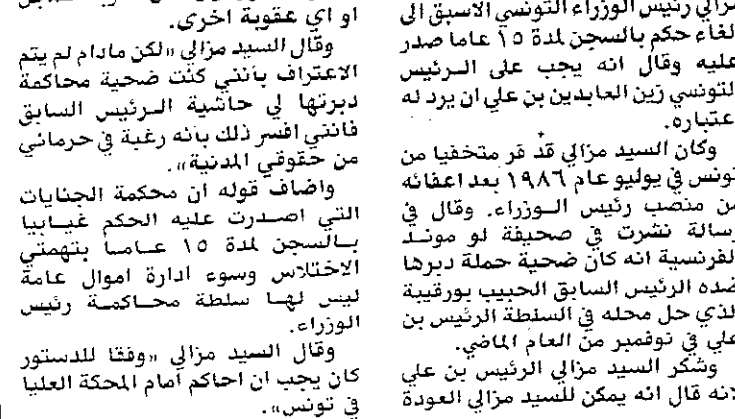 مزالي رئيس الوزراء التونسي الاسبق الى
الغاء حكم بالسجن لمدة ١٥ عاما صدر
عليه وقال انه يجب على الرئيس
التونسي زين العابدين بن علي ان يرد له
اعتباره.
وكان السيد مزالي قد فر متخفيا من
تونس في يوليو عام ١٩٨٦ بعد اعفائه
من منصب رئيس الوزراء. وقال في
رسالة نشرت في صحيفة لو موند
الفرنسية انه كان ضحية حملة دبرها
ضده الرئيس السابق الحبيب بورقيبة
الذي حل محله في السلطة الرئيس بن
علي في نوفمبر من العام الماضي.
وشكر السيد مزالي الرئيس بن علي
لانه قال انه يمكن للسيد مزالي العودة
او اي عقوبة اخرى.
وقال السيد مزالي «لكن مادام لم يتم
الاعتراف بأنني كنت ضحية محاكمة
دبرتها لي حاشية الرئيس السابق
فانني افسر ذلك بأنه رغبة في حرماني
من حقوقي المدنية».
واضاف قوله ان محكمة الجنايات
التي اصدرت عليه الحكم غيابيا
بالسجن لمدة ١٥ عاما بتهمتي
الاختلاس وسوء ادارة اموال عامة
ليس لها سلطة محاكمة رئيس
الوزراء.
وقال السيد مزالي «وفقا للدستور
كان يجب ان احاكم امام المحكة العليا
في تونس».